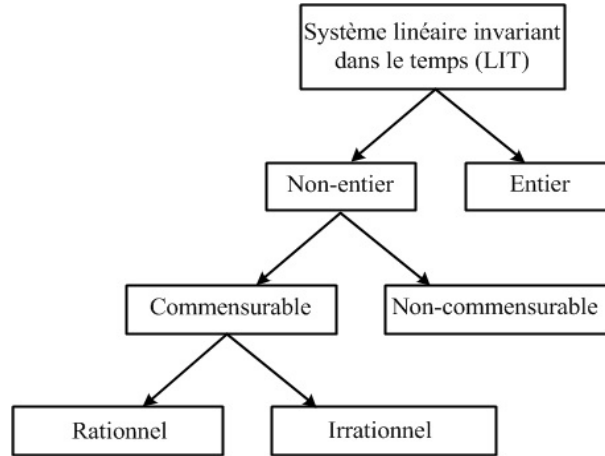 Système linéaire invariant
dans le temps (LIT)
Non-entier
Entier
Commensurable
Non-commensurable
Rationnel
Irrationnel